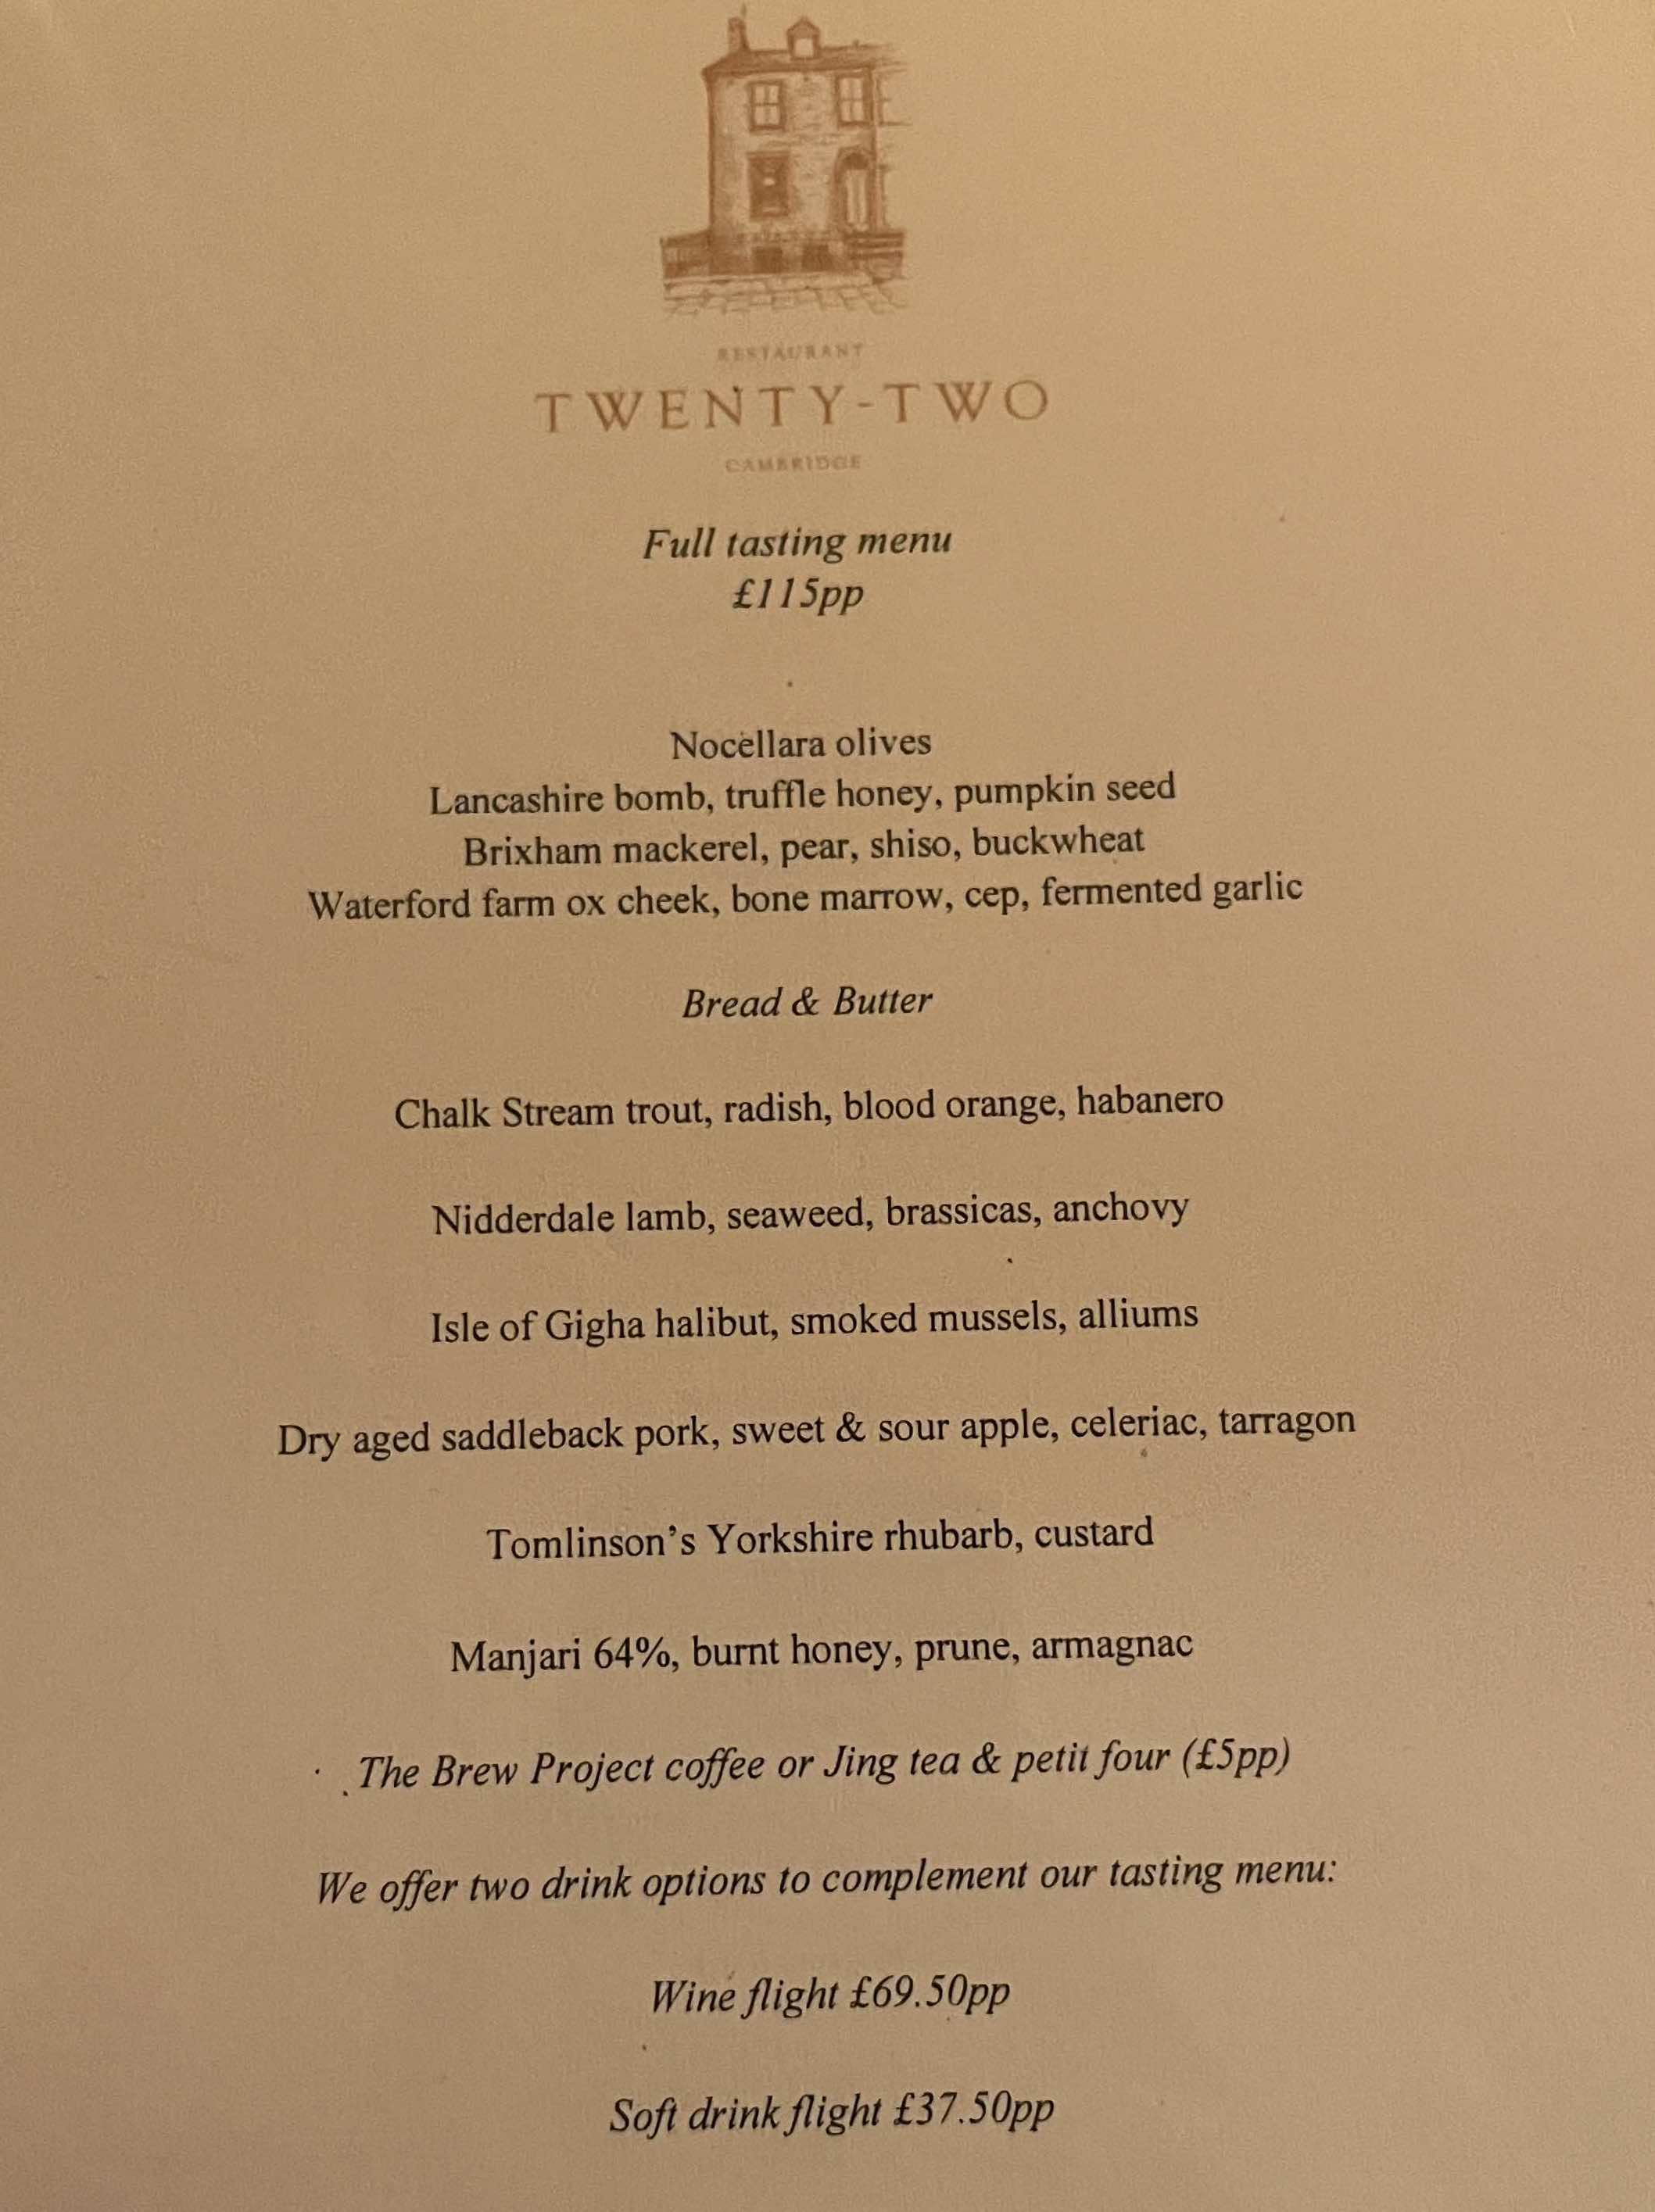 RESTAURANT
TWENTY-TWO
CAMBRIDGE
Full tasting menu
£115pp
Nocellara olives
Lancashire bomb, truffle honey, pumpkin seed
Brixham mackerel, pear, shiso, buckwheat
Waterford farm ox cheek, bone marrow, cep, fermented garlic
Bread & Butter
Chalk Stream trout, radish, blood orange, habanero
Nidderdale lamb, seaweed, brassicas, anchovy
Isle of Gigha halibut, smoked mussels, alliums
Dry aged saddleback pork, sweet & sour apple, celeriac, tarragon
Tomlinson’s Yorkshire rhubarb, custard
Manjari 64%, burnt honey, prune, armagnac
The Brew Project coffee or Jing tea & petit four (£5pp)
We offer two drink options to complement our tasting menu:
Wine flight £69.50pp
Soft drink flight £37.50pp